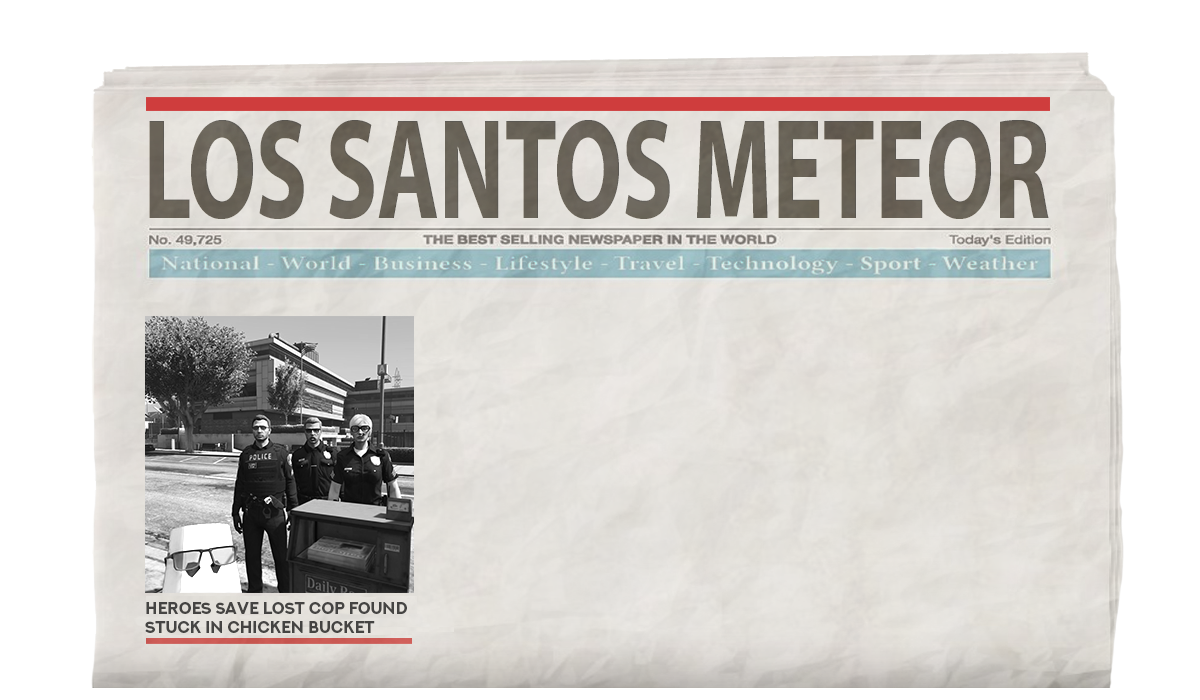 LOS SANTOS METEOR
No. 49,725 THE BEST SELLING NEWSPAPER IN THE WORLD Today's Edition
National - World - Business - Lifestyle - Travel - Technology - Sport - Weather
POLICE
Daily
HEROES SAVE LOST COP FOUND
STUCK IN CHICKEN BUCKET